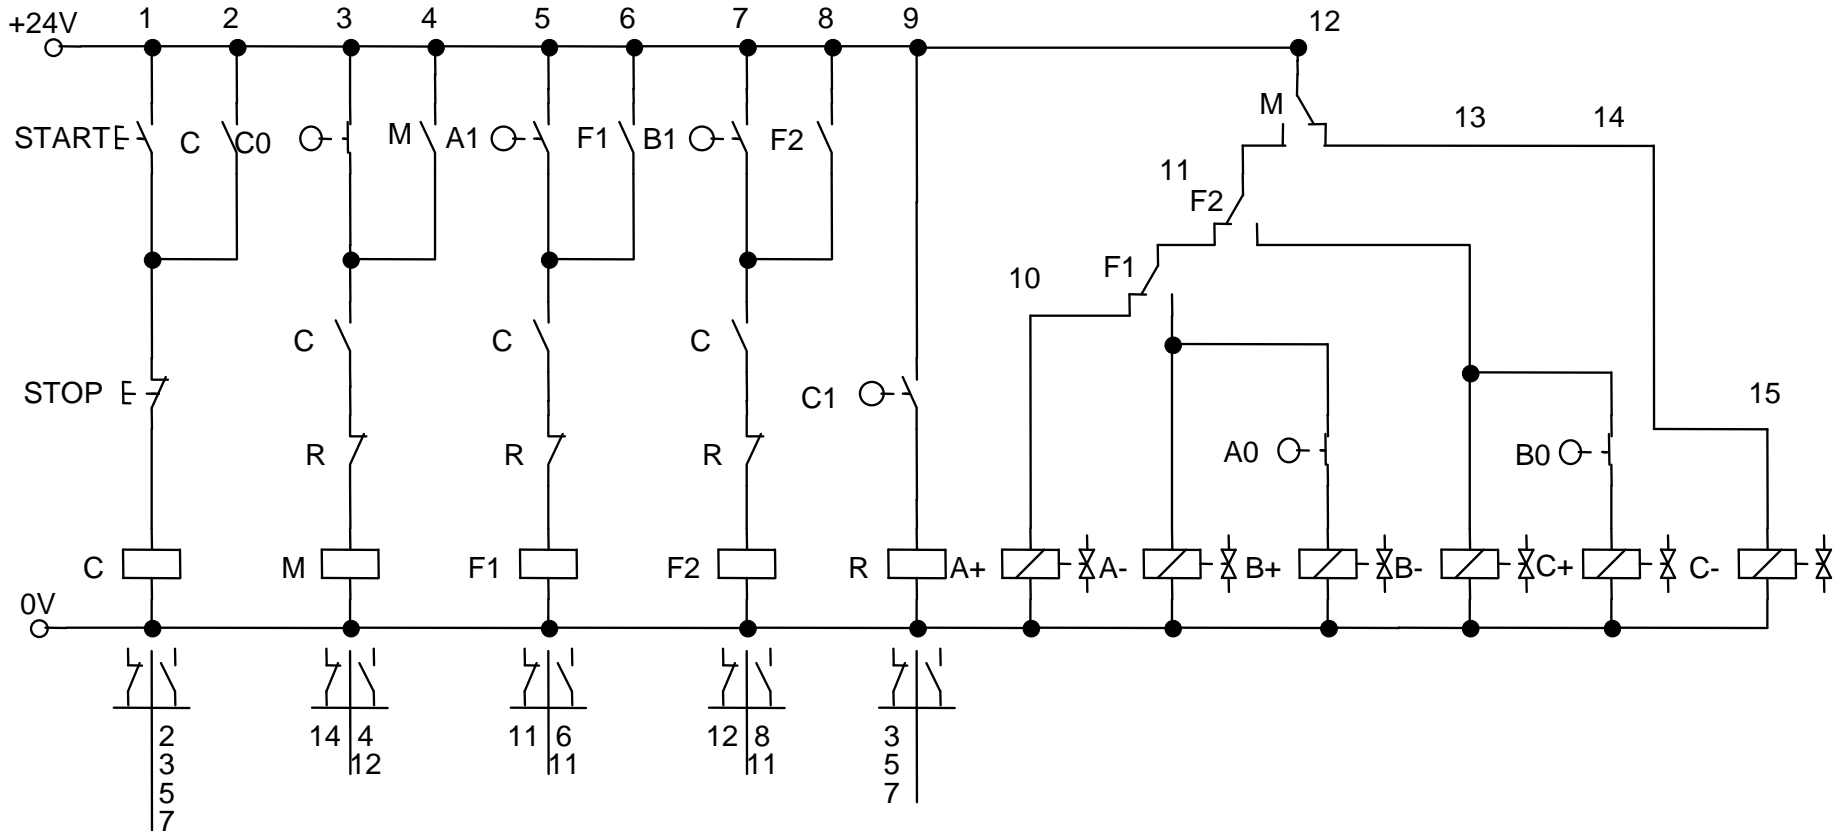 +24V 1 2 3 4 5 6 7 8 9 12
M
START C C0 M A1 F1 B1 F2 13 14
11
F2
10 F1
C C C
STOP C1 15
R R R A0 B0
C M F1 F2 R A+ A- B+ B- C+ C-
0V
2 14 4 11 6 12 8 3
3 12 11 11 5
5 7
7